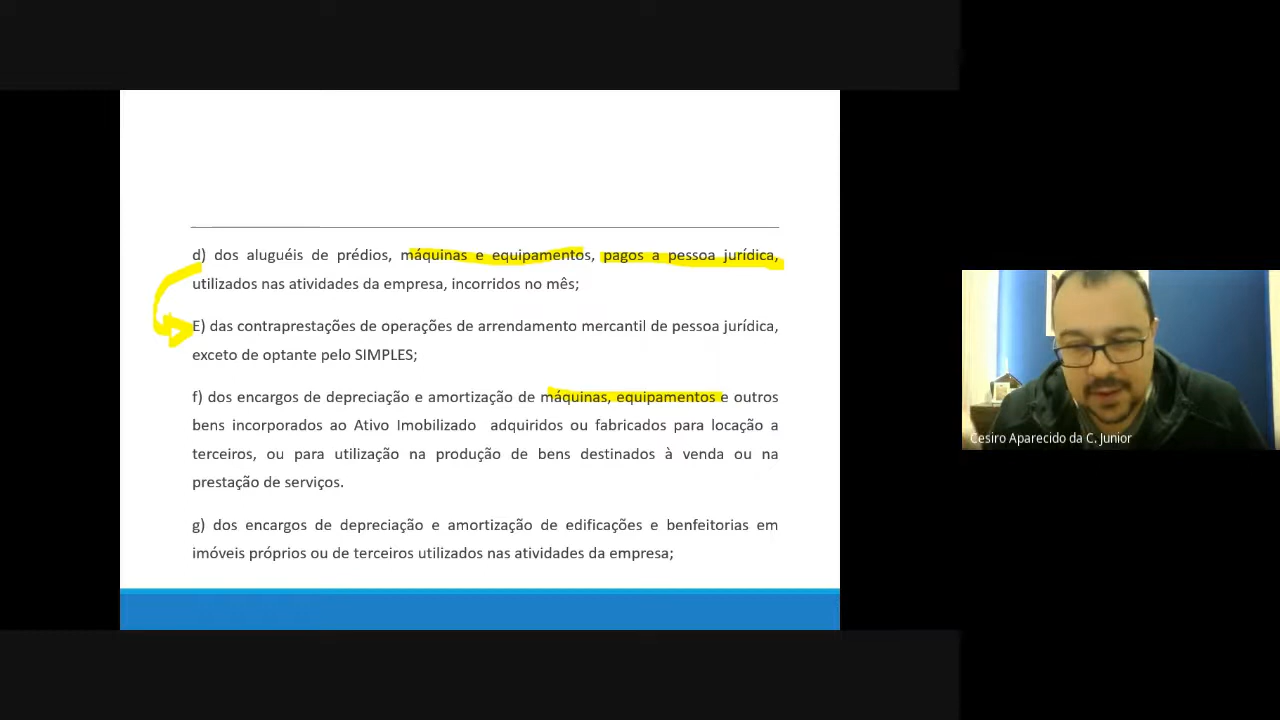 d) dos aluguéis de prédios, máquinas e equipamentos, pagos a pessoa jurídica,
utilizados nas atividades da empresa, incorridos no mês;
E) das contraprestações de operações de arrendamento mercantil de pessoa jurídica,
exceto de optante pelo SIMPLES;
f) dos encargos de depreciação e amortização de máquinas, equipamentos e outros
bens incorporados ao Ativo Imobilizado adquiridos ou fabricados para locação a
terceiros, ou para utilização na produção de bens destinados à venda ou na
prestação de serviços.
g) dos encargos de depreciação e amortização de edificações e benfeitorias em
imóveis próprios ou de terceiros utilizados nas atividades da empresa;
Cesiro Aparecido da C. Junior